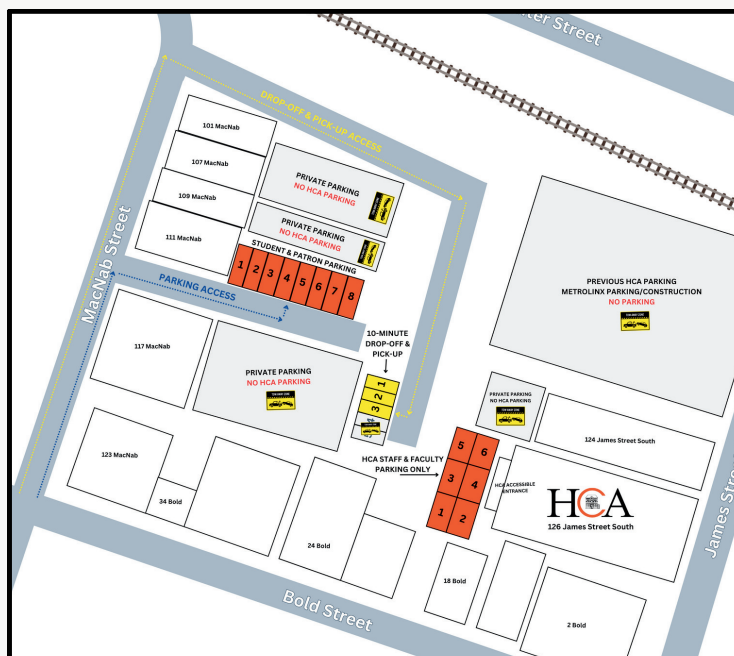 ter Street
DROP-OFF & PICK-UP ACCESS
101 MacNab
107 MacNab
109 MacNab
111 MacNab
PRIVATE PARKING
NO HCA PARKING
PRIVATE PARKING
NO HCA PARKING
STUDENT & PATRON PARKING
1 2 3 4 5 6 7 8
MacNab Street
PARKING ACCESS
PREVIOUS HCA PARKING
METROLINX PARKING/CONSTRUCTION
NO PARKING
10-MINUTE
DROP-OFF &
PICK-UP
1
2
3
117 MacNab
PRIVATE PARKING
NO HCA PARKING
PRIVATE PARKING
NO HCA PARKING
124 James Street South
123 MacNab
34 Bold
24 Bold
HCA STAFF & FACULTY
PARKING ONLY
5 6
3 4
1 2
HCA ACCESSIBLE
ENTRANCE
HCA
126 James Street South
18 Bold
2 Bold
Bold Street
James Stree